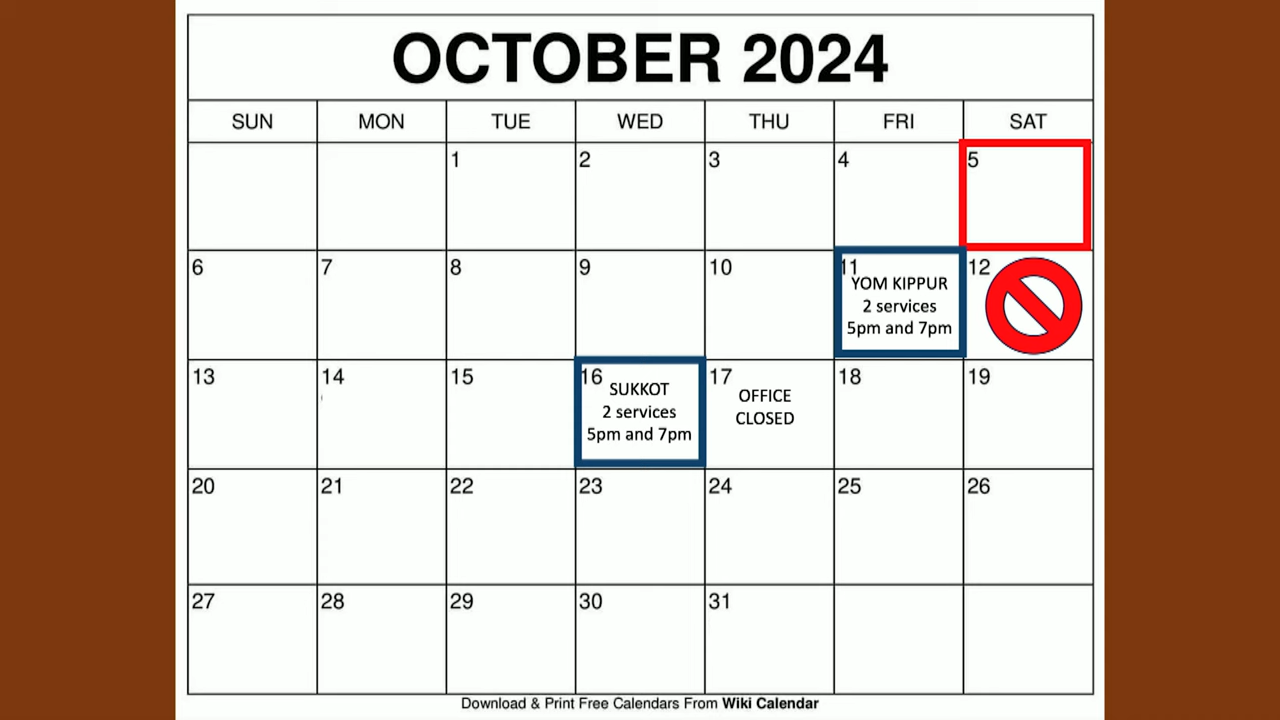 OCTOBER 2024
SUN MON TUE WED THU FRI SAT
1 2 3 4 5
6 7 8 9 10 11 12
YOM KIPPUR
2 services
5pm and 7pm
13 14 15 16 17 18 19
SUKKOT
2 services
5pm and 7pm
OFFICE
CLOSED
20 21 22 23 24 25 26
27 28 29 30 31
Download & Print Free Calendars From Wiki Calendar